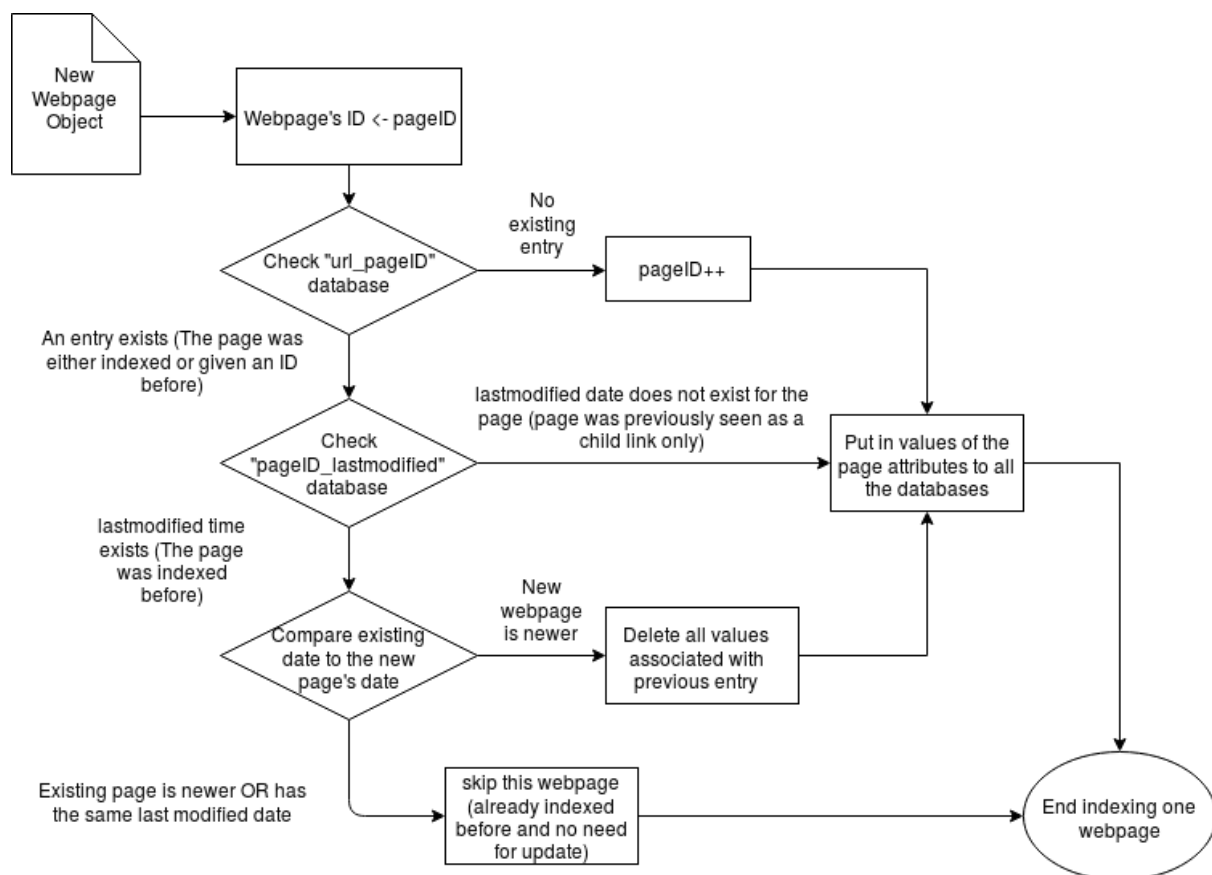 New
Webpage
Object
Webpage's ID <- pageID
No
existing
entry
Check "url_pageID"
database
pageID++
An entry exists (The page was
either indexed or given an ID
before)
lastmodified date does not exist for the
page (page was previously seen as a
child link only)
Check
"pageID_lastmodified"
database
Put in values of the
page attributes to all
the databases
lastmodified time
exists (The page
was indexed
before)
New
webpage
is newer
Compare existing
date to the new
page's date
Delete all values
associated with
previous entry
Existing page is newer OR has
the same last modified date
skip this webpage
(already indexed
before and no need
for update)
End indexing one
webpage